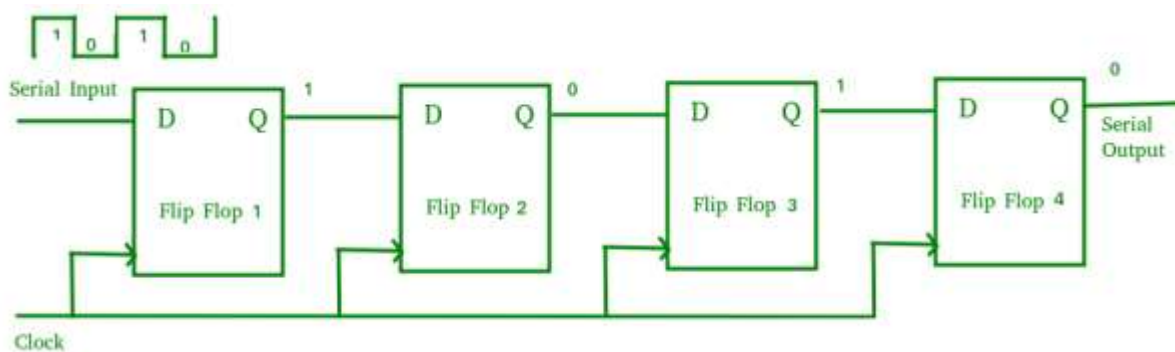 1 0 1 0
Serial Input
1
0
1
0
D Q
D Q
D Q
D Q
Serial
Output
Flip Flop 1
Flip Flop 2
Flip Flop 3
Flip Flop 4
Clock